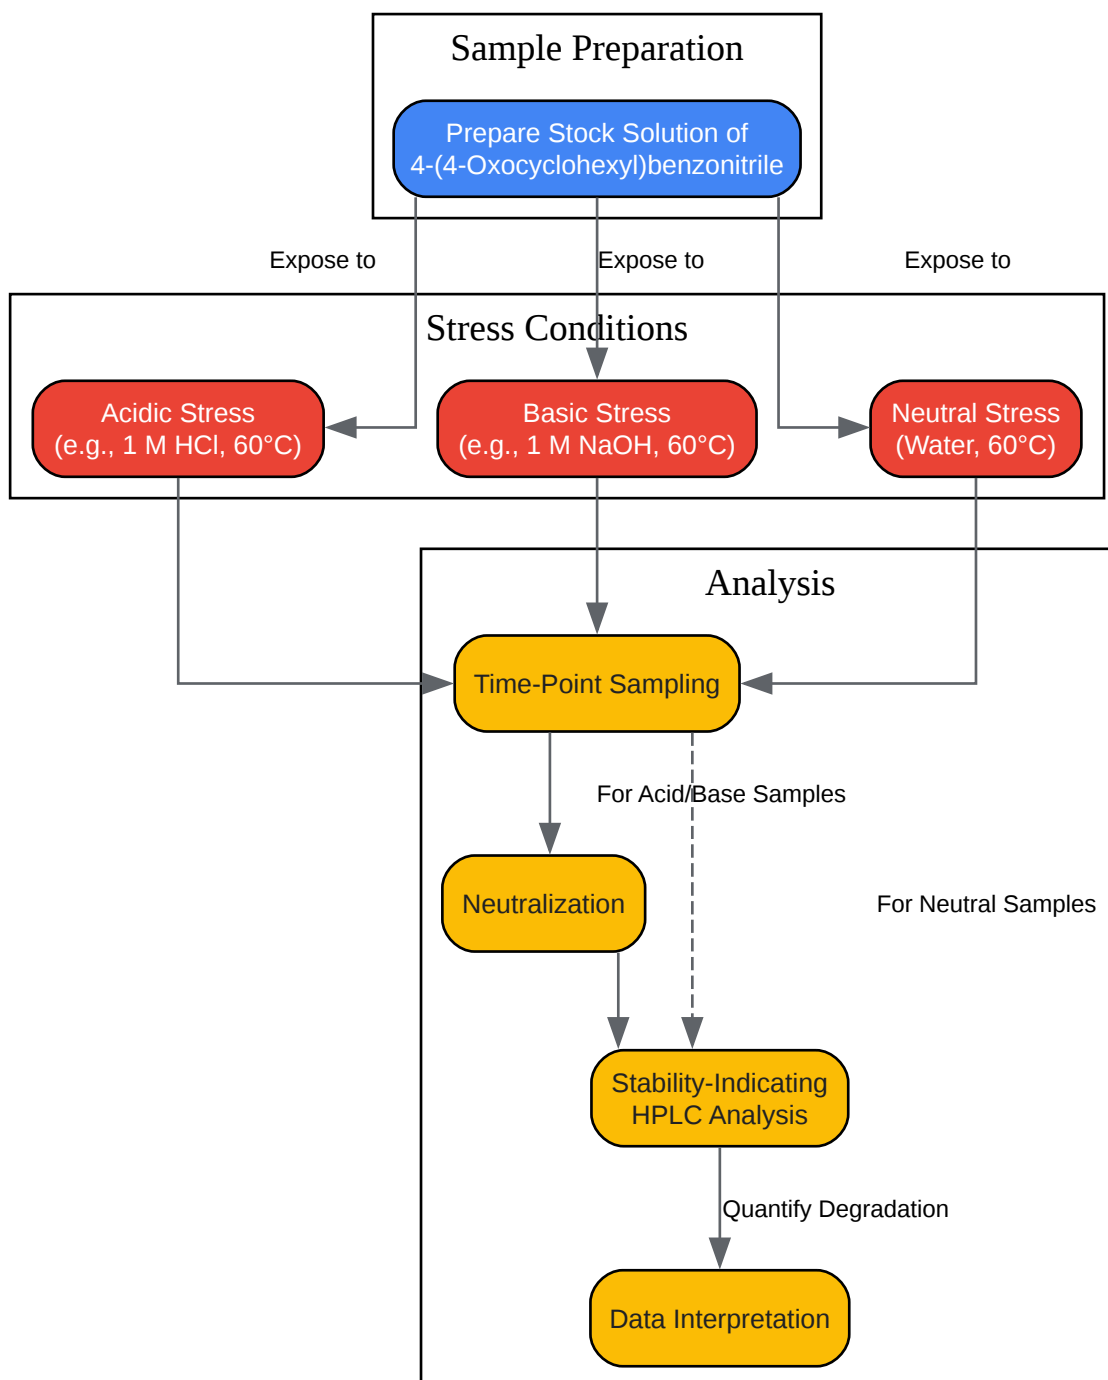 Sample Preparation
Prepare Stock Solution of
4-(4-Oxocyclohexyl)benzonitrile
Expose to
Expose to
Expose to
Stress Conditions
Acidic Stress
(e.g., 1 M HCl, 60°C)
Basic Stress
(e.g., 1 M NaOH, 60°C)
Neutral Stress
(Water, 60°C)
Analysis
Time-Point Sampling
For Acid/Base Samples
Neutralization
For Neutral Samples
Stability-Indicating
HPLC Analysis
Quantify Degradation
Data Interpretation